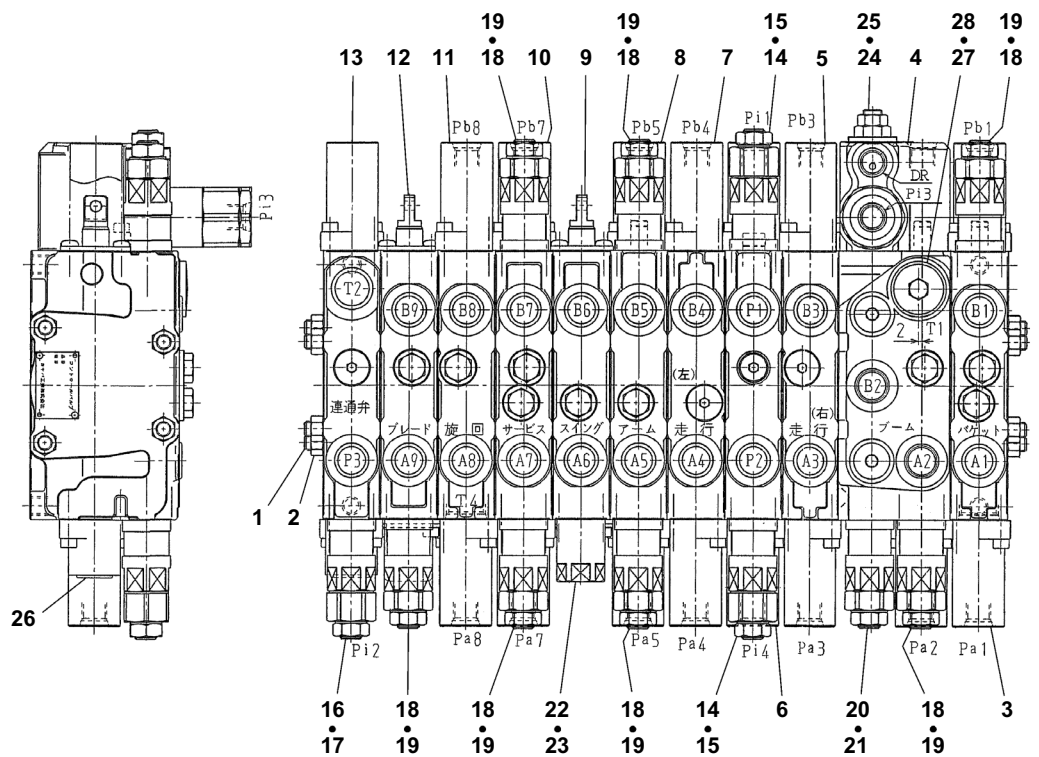 19 19 15 25 28 19
13 12 11 18 10 9 18 8 7 14 5 24 4 27 18
Pb8 Pb7 Pb5 Pb4 Pi1 Pb3 Pb1
DR
Pi3 Pi3
T2 B9 B8 B7 B6 B5 B4 P1 B3 B1
2 T1
(左) B2
連通弁 (右)
ブレード 旋回 サービス スイング アーム 走行 走行 ブーム バケット
P3 A9 A8 A7 A6 A5 A4 P2 A3 A2 A1
T4
1 2
26
Pi2 Pa8 Pa7 Pa5 Pa4 Pi4 Pa3 Pa2 Pa1
16 18 18 22 18 14 6 20 18 3
17 19 19 23 19 15 21 19